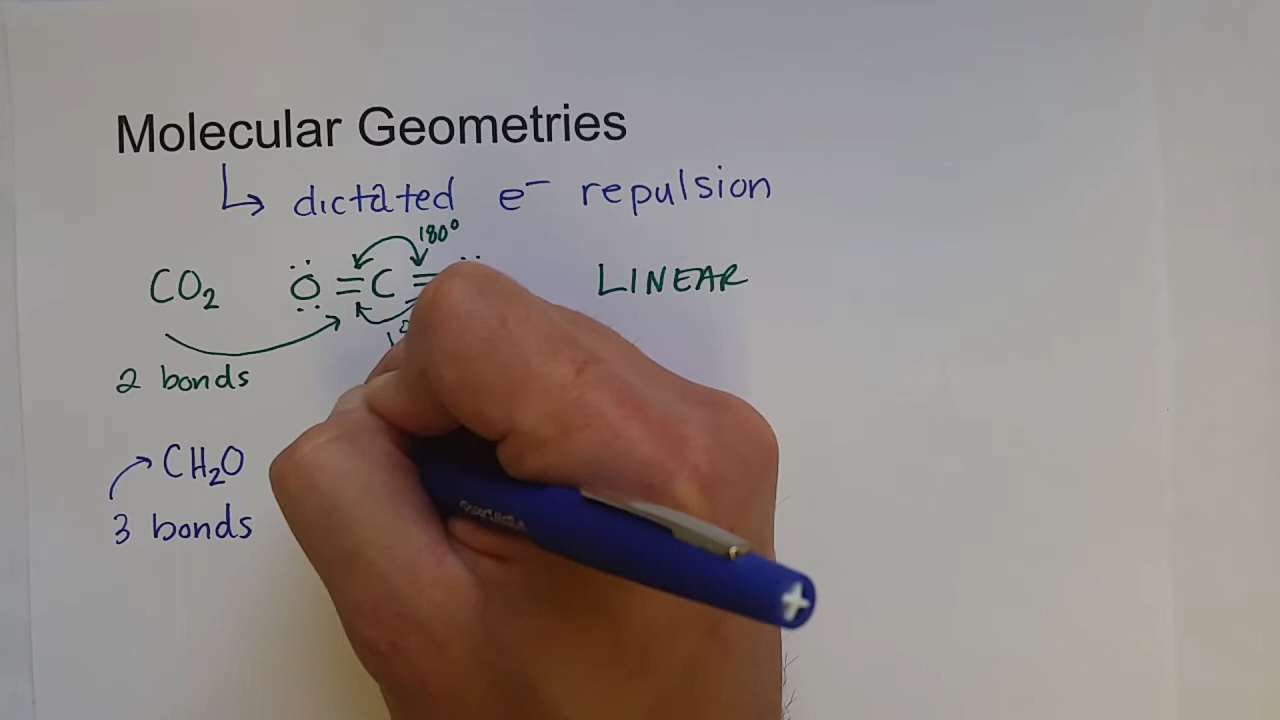 Molecular Geometries
↳ dictated e⁻ repulsion
180°
CO₂ O=C= LINEAR
2 bonds
CH₂O
3 bonds